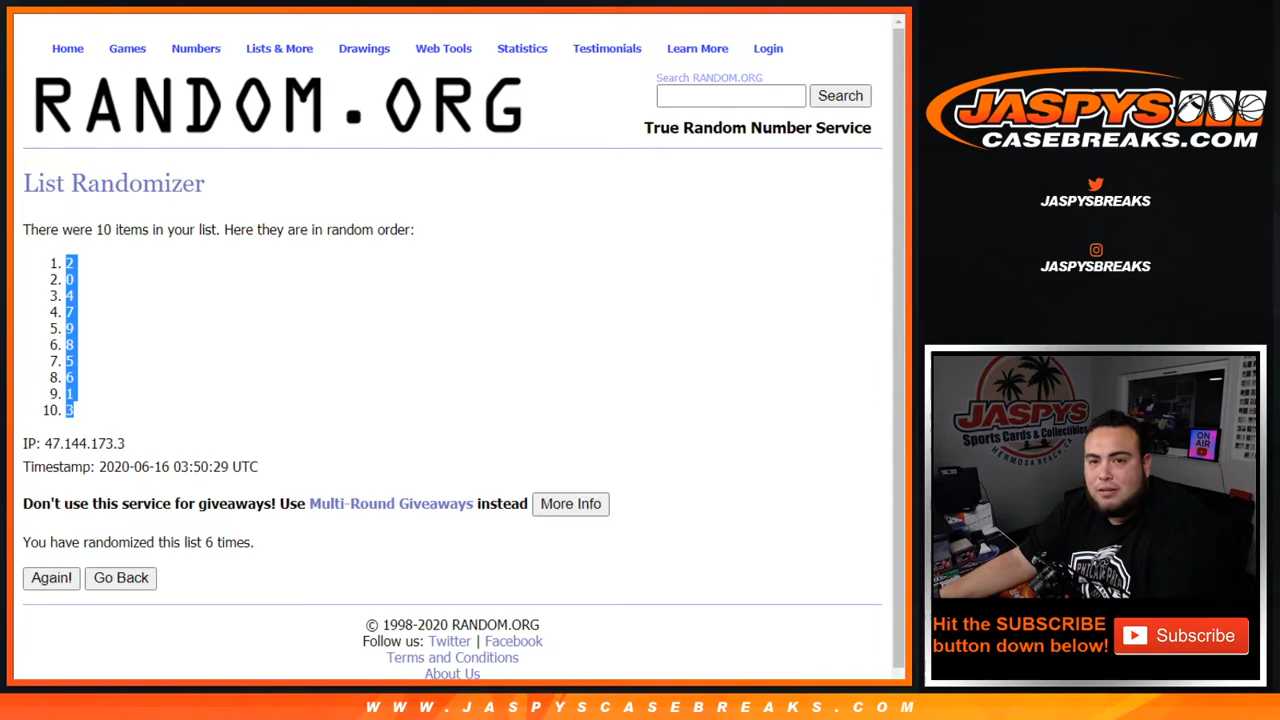 Home Games Numbers Lists & More Drawings Web Tools Statistics Testimonials Learn More Login
RANDOM.ORG
Search RANDOM.ORG
Search
True Random Number Service
List Randomizer
There were 10 items in your list. Here they are in random order:
1. 2
2. 0
3. 4
4. 7
5. 9
6. 8
7. 5
8. 6
9. 1
10. 3
IP: 47.144.173.3
Timestamp: 2020-06-16 03:50:29 UTC
Don't use this service for giveaways! Use Multi-Round Giveaways instead More Info
You have randomized this list 6 times.
Again! Go Back
© 1998-2020 RANDOM.ORG
Follow us: Twitter | Facebook
Terms and Conditions
About Us
JASPYS
CASEBREAKS.COM
JASPYSBREAKS
JASPYSBREAKS
JASPYS
Sports Cards & Collectibles
HERMOSA BEACH, CA
ON
AIR
PHILADELPHIA
Hit the SUBSCRIBE
button down below!
Subscribe
WWW.JASPYSCASEBREAKS.COM